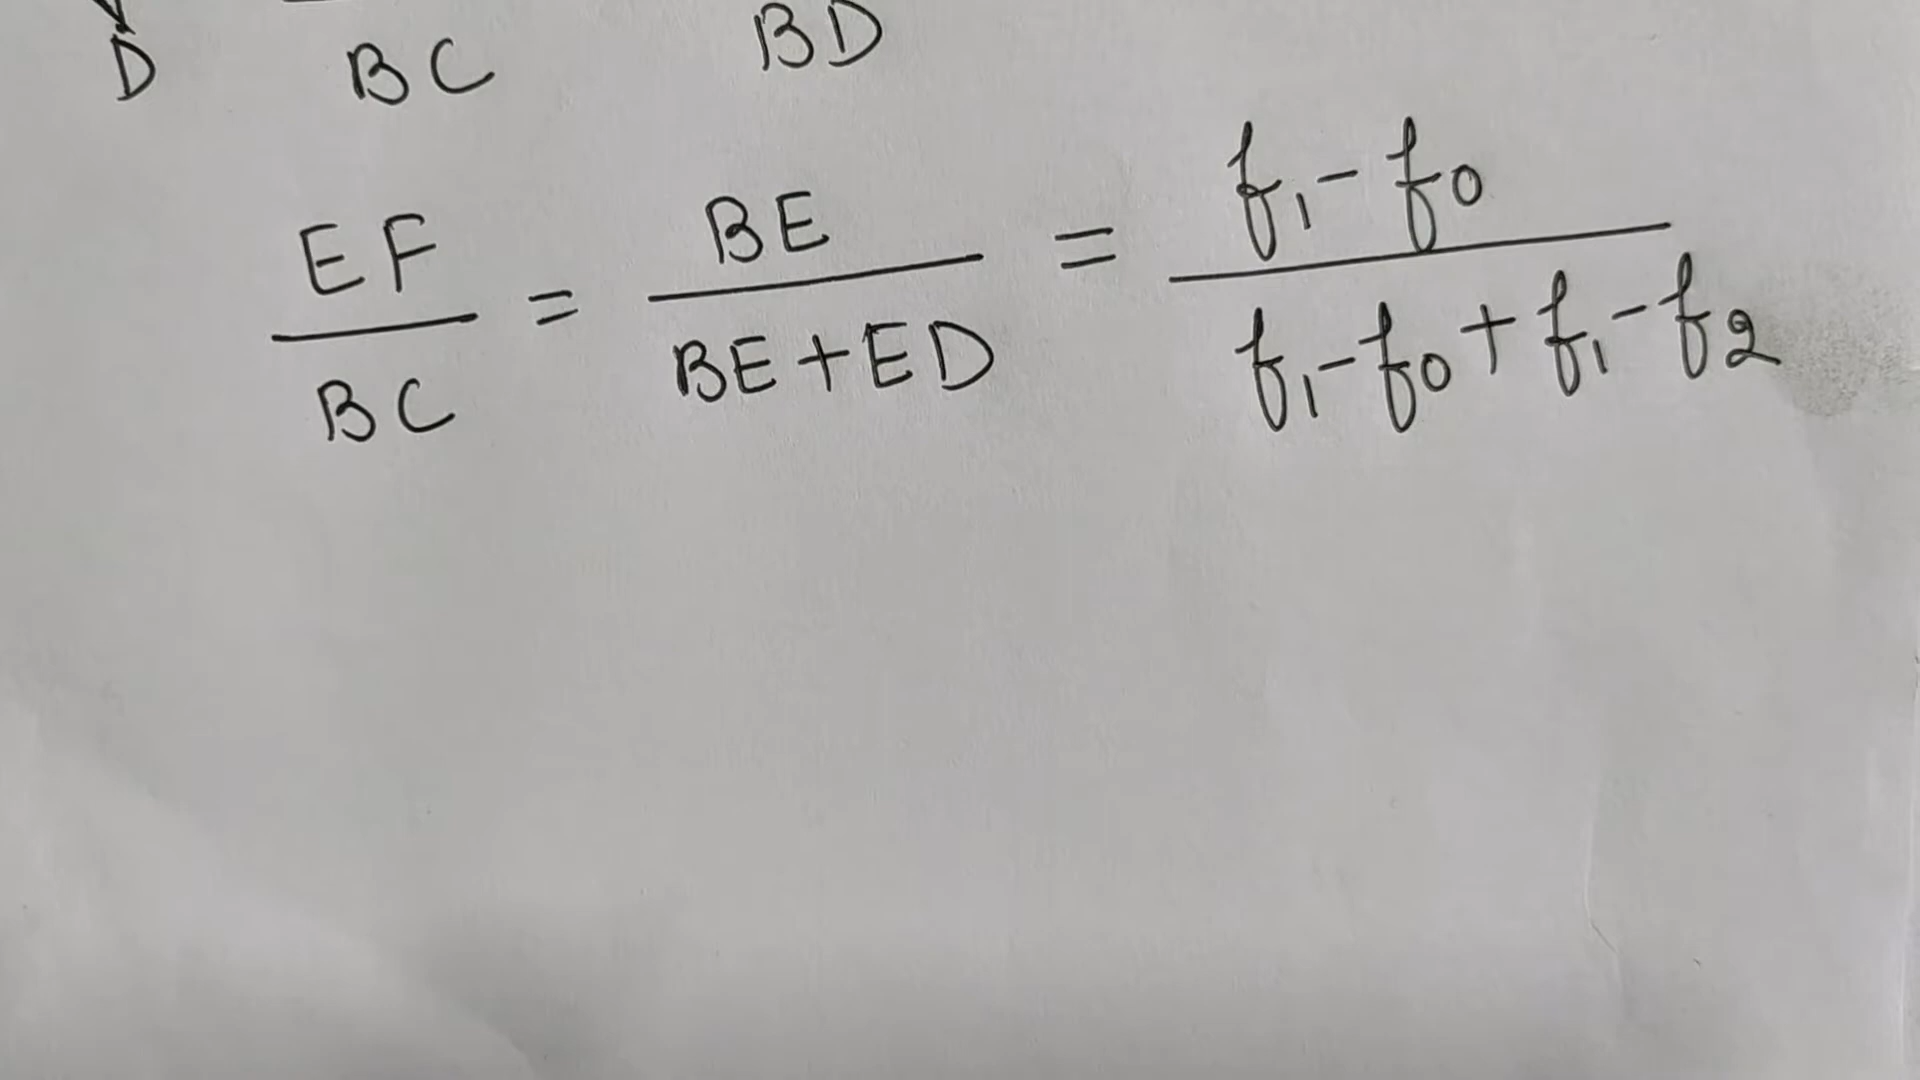 D BC BD
EF/BC = BE/(BE+ED) = (f₁-f₀)/(f₁-f₀+f₁-f₂)